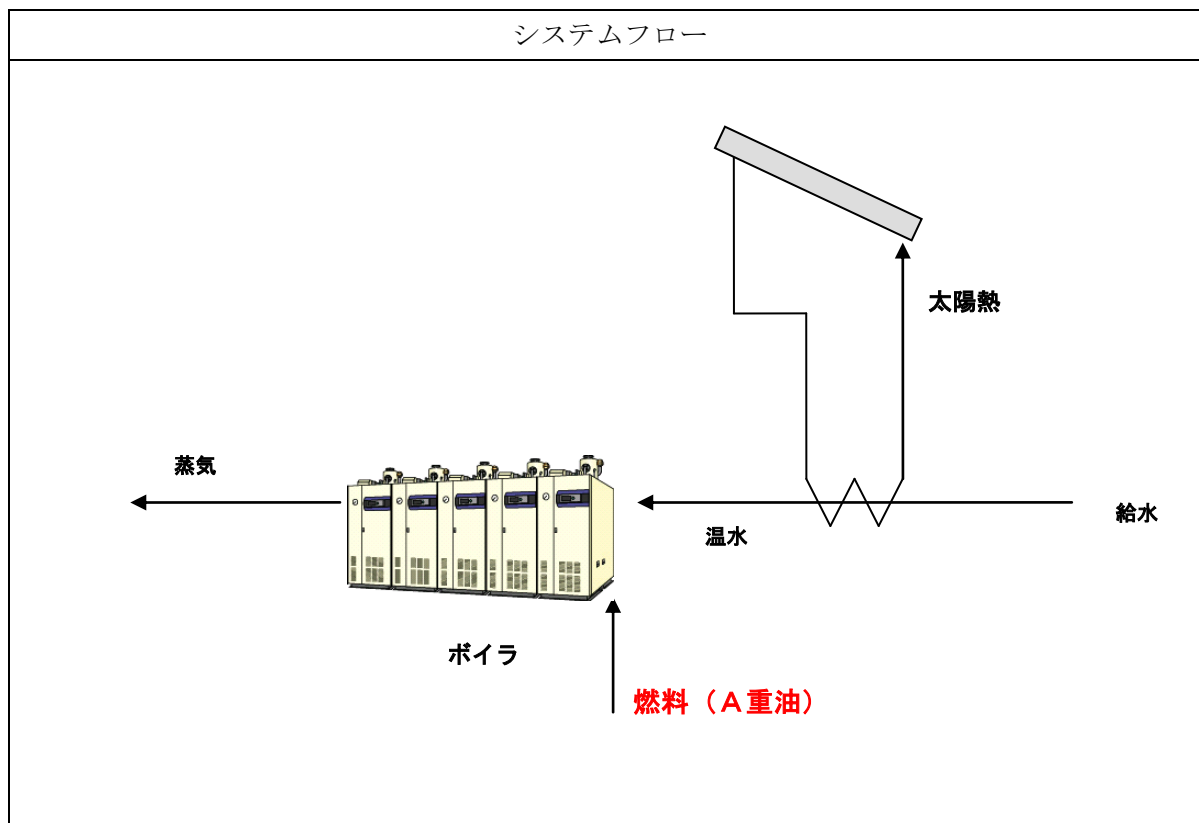 システムフロー
太陽熱
蒸気
給水
温水
ボイラ
燃料（Ａ重油）